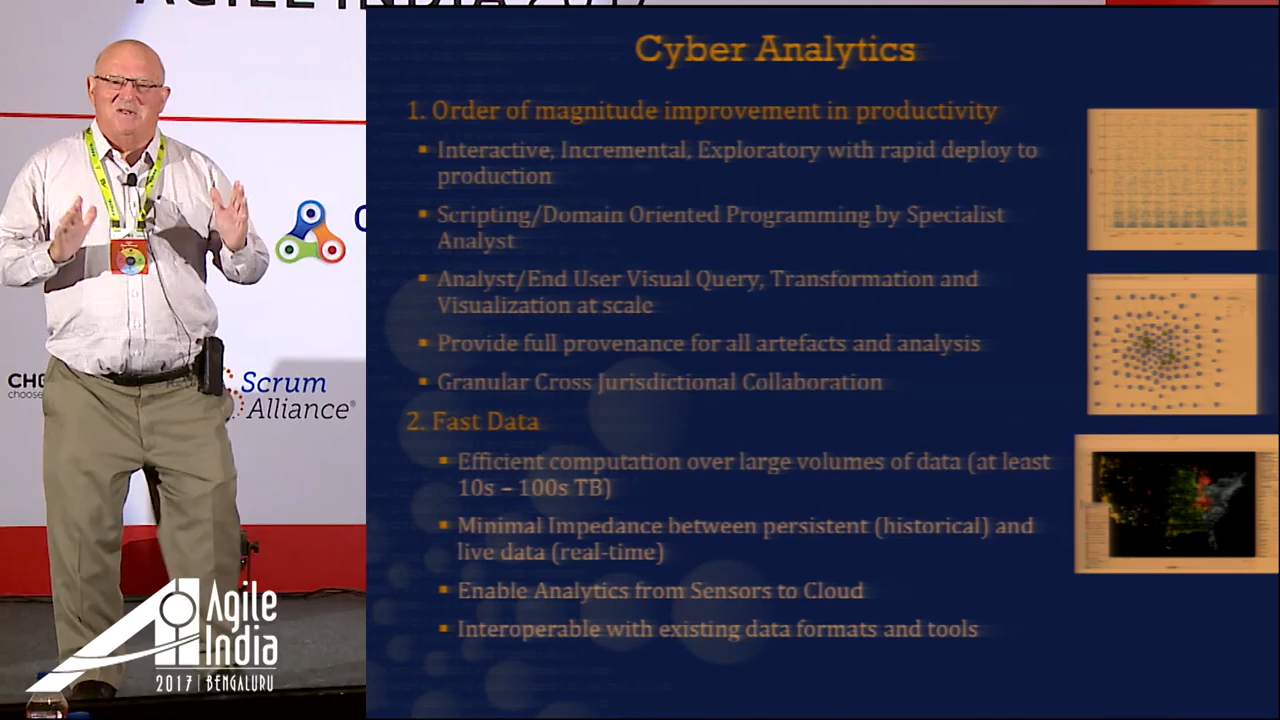 AGILE INDIA 2017
Cyber Analytics
1. Order of magnitude improvement in productivity
Interactive, Incremental, Exploratory with rapid deploy to
production
Scripting/Domain Oriented Programming by Specialist
Analyst
Analyst/End User Visual Query, Transformation and
Visualization at scale
Provide full provenance for all artefacts and analysis
Granular Cross Jurisdictional Collaboration
2. Fast Data
Efficient computation over large volumes of data (at least
10s – 100s TB)
Minimal Impedance between persistent (historical) and
live data (real-time)
Enable Analytics from Sensors to Cloud
Interoperable with existing data formats and tools
Scrum
Alliance®
Agile
India
2017 | BENGALURU